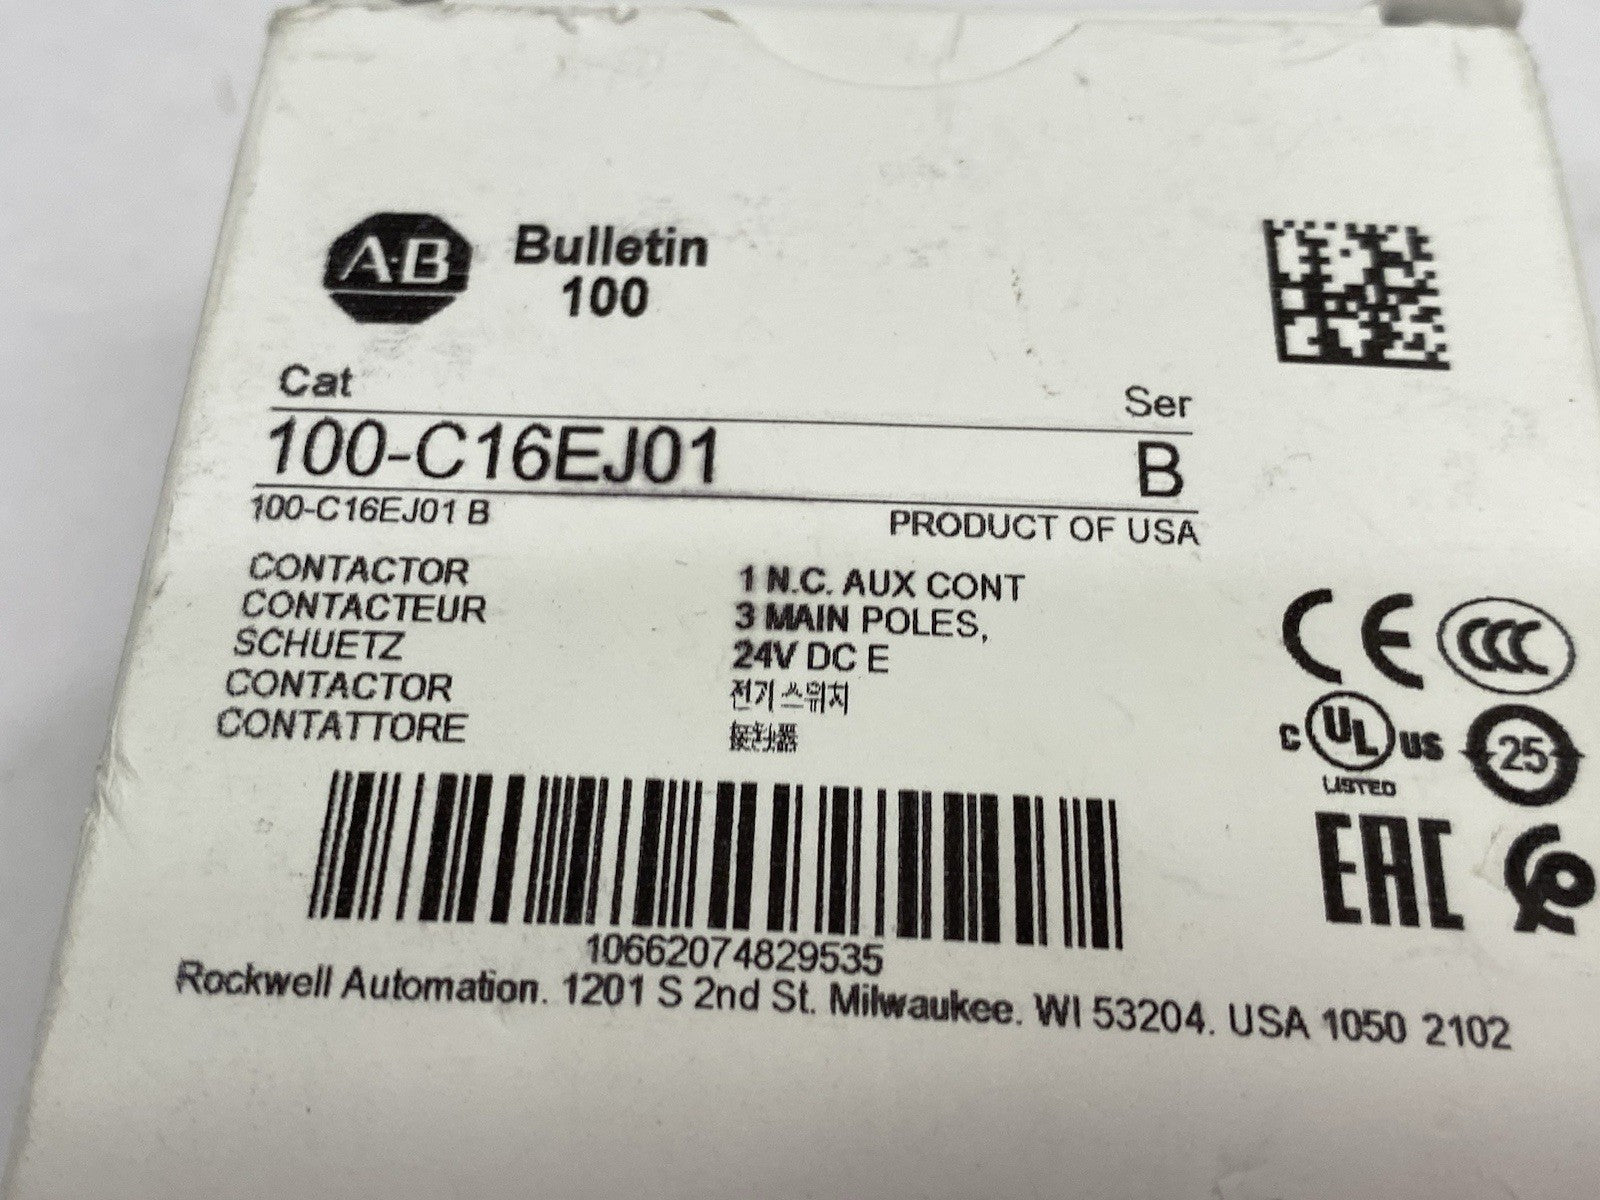 A-B
Bulletin
100
Cat Ser
100-C16EJ01 B
100-C16EJ01 B PRODUCT OF USA
CONTACTOR 1 N.C. AUX CONT
CONTACTEUR 3 MAIN POLES,
SCHUETZ 24V DC E
CONTACTOR 전기 스위치
CONTATTORE 接触器
CE CCC
C UL US 25
LISTED
EAC
10662074829535
Rockwell Automation. 1201 S 2nd St. Milwaukee. WI 53204. USA 1050 2102